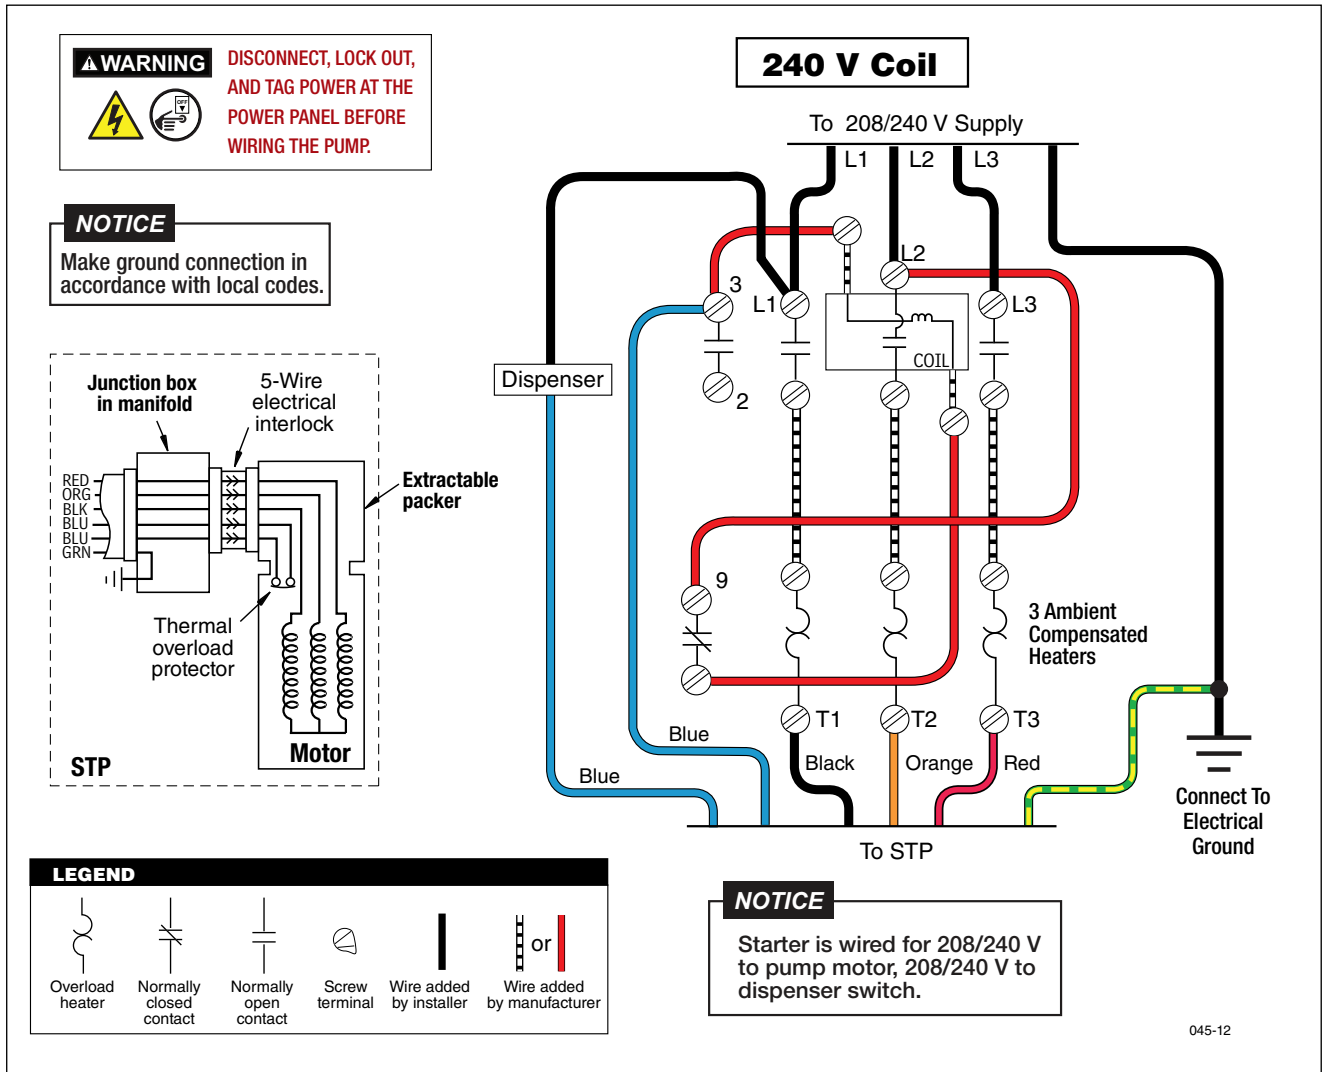 WARNING
DISCONNECT, LOCK OUT,
AND TAG POWER AT THE
POWER PANEL BEFORE
WIRING THE PUMP.
OFF
240 V Coil
To 208/240 V Supply
L1
L2
L3
NOTICE
Make ground connection in
accordance with local codes.
L2
3
L1
L3
COIL
Dispenser
2
Junction box
in manifold
5-Wire
electrical
interlock
Extractable
packer
RED
ORG
BLK
BLU
BLU
GRN
9
Thermal
overload
protector
3 Ambient
Compensated
Heaters
T1
T2
T3
Motor
STP
Blue
Blue
Black
Orange
Red
Connect To
Electrical
Ground
To STP
LEGEND
Overload
heater
Normally
closed
contact
Normally
open
contact
Screw
terminal
Wire added
by installer
or
Wire added
by manufacturer
NOTICE
Starter is wired for 208/240 V
to pump motor, 208/240 V to
dispenser switch.
045-12